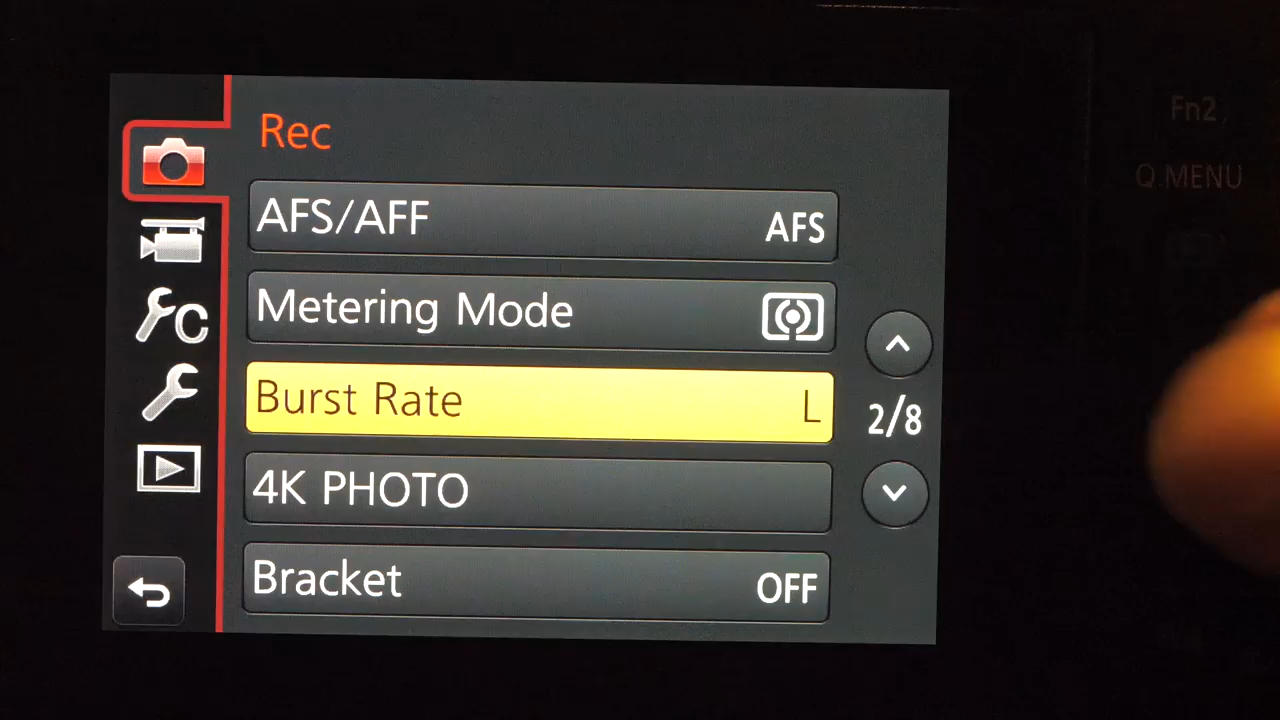 Rec
AFS/AFF AFS
Metering Mode
Burst Rate L
2/8
4K PHOTO
Bracket OFF
C
Fn2
Q.MENU